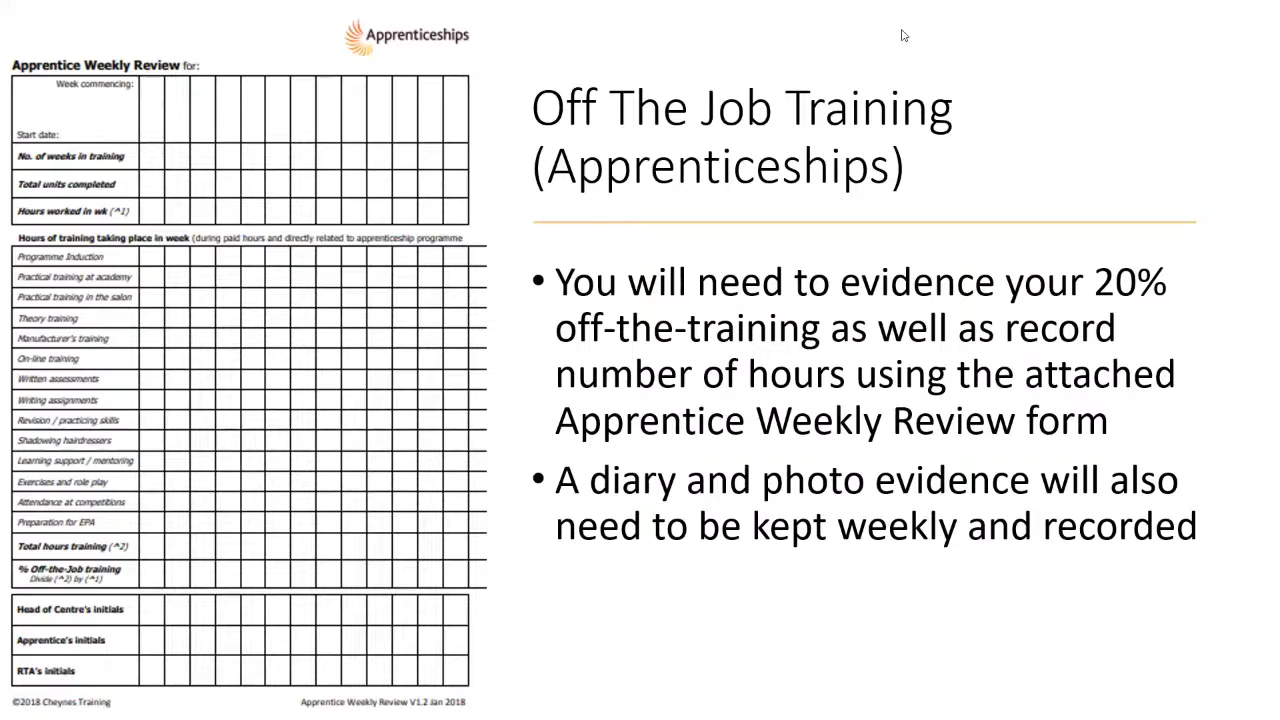 Apprenticeships
Apprentice Weekly Review for:
Week commencing:
Start date:
No. of weeks in training
Total units completed
Hours worked in wk (^1)
Hours of training taking place in week (during paid hours and directly related to apprenticeship programme
Programme Induction
Practical training at academy
Practical training in the salon
Theory training
Manufacturer's training
On-line training
Written assessments
Writing assignments
Revision / practicing skills
Shadowing hairdressers
Learning support / mentoring
Exercises and role play
Attendance at competitions
Preparation for EPA
Total hours training (^2)
% Off-the-Job training
Divide (^2) by (^1)
Head of Centre's initials
Apprentice's initials
RTA's initials
©2018 Cheynes Training
Apprentice Weekly Review V1.2 Jan 2018
Off The Job Training
(Apprenticeships)
• You will need to evidence your 20%
off-the-training as well as record
number of hours using the attached
Apprentice Weekly Review form
• A diary and photo evidence will also
need to be kept weekly and recorded